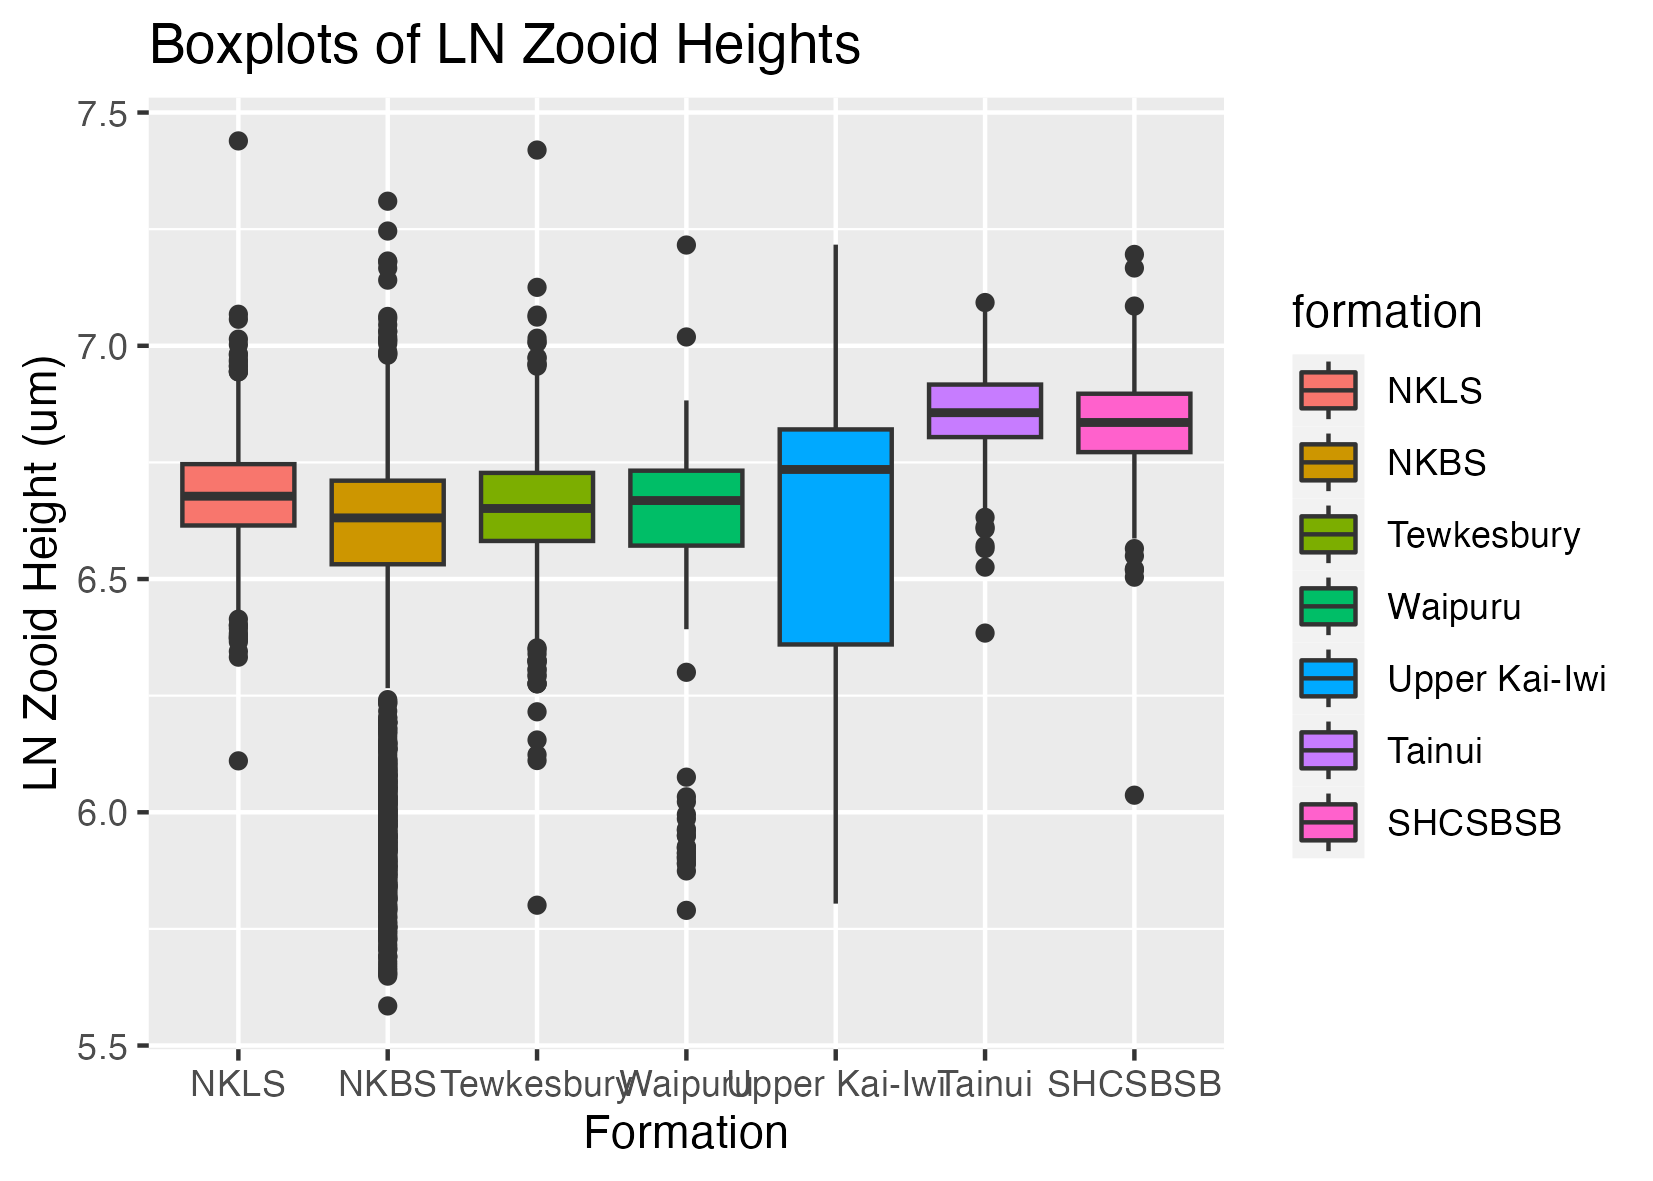 Boxplots of LN Zooid Heights
7.5
7.0
6.5
6.0
5.5
LN Zooid Height (um)
NKLS NKBS Tewkesbury Waipuru Upper Kai-Iwi Tainui SHCSBSB
Formation
formation
NKLS
NKBS
Tewkesbury
Waipuru
Upper Kai-Iwi
Tainui
SHCSBSB